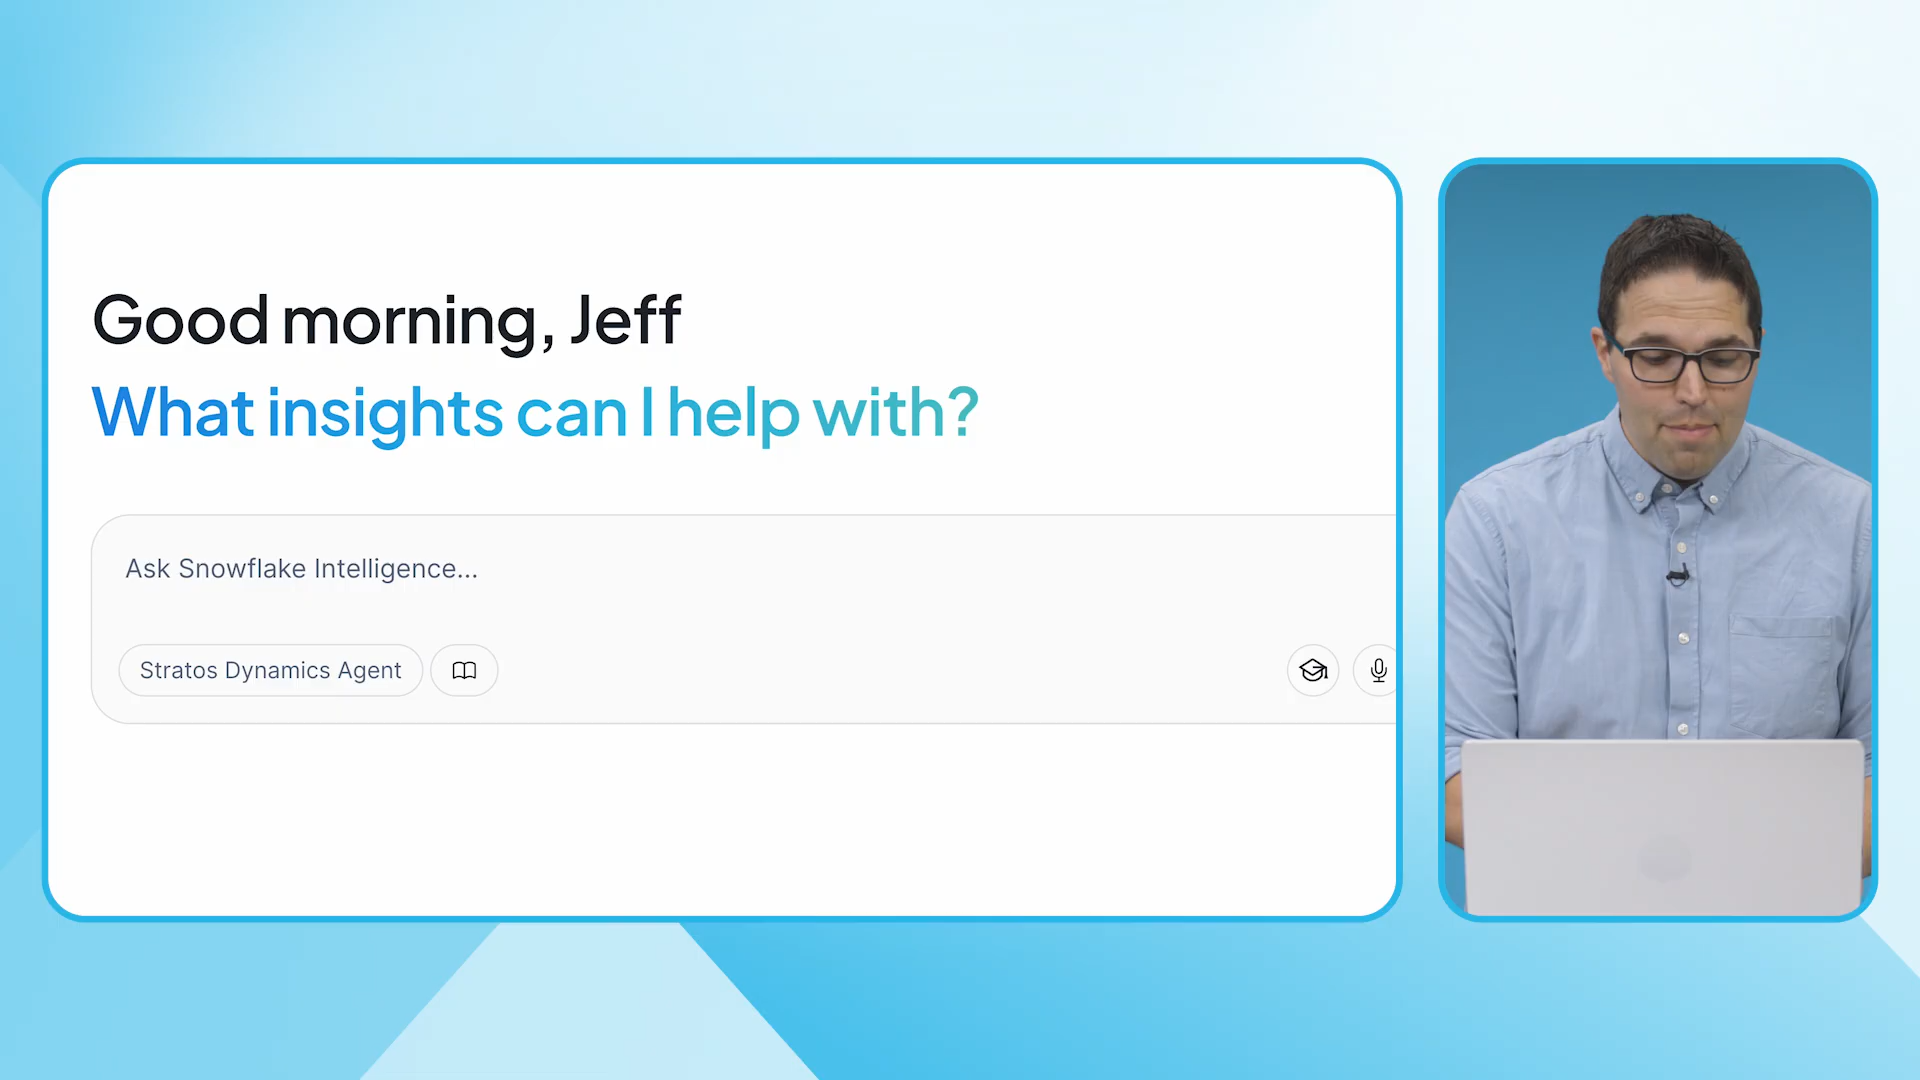 Good morning, Jeff
What insights can I help with?
Ask Snowflake Intelligence...
Stratos Dynamics Agent